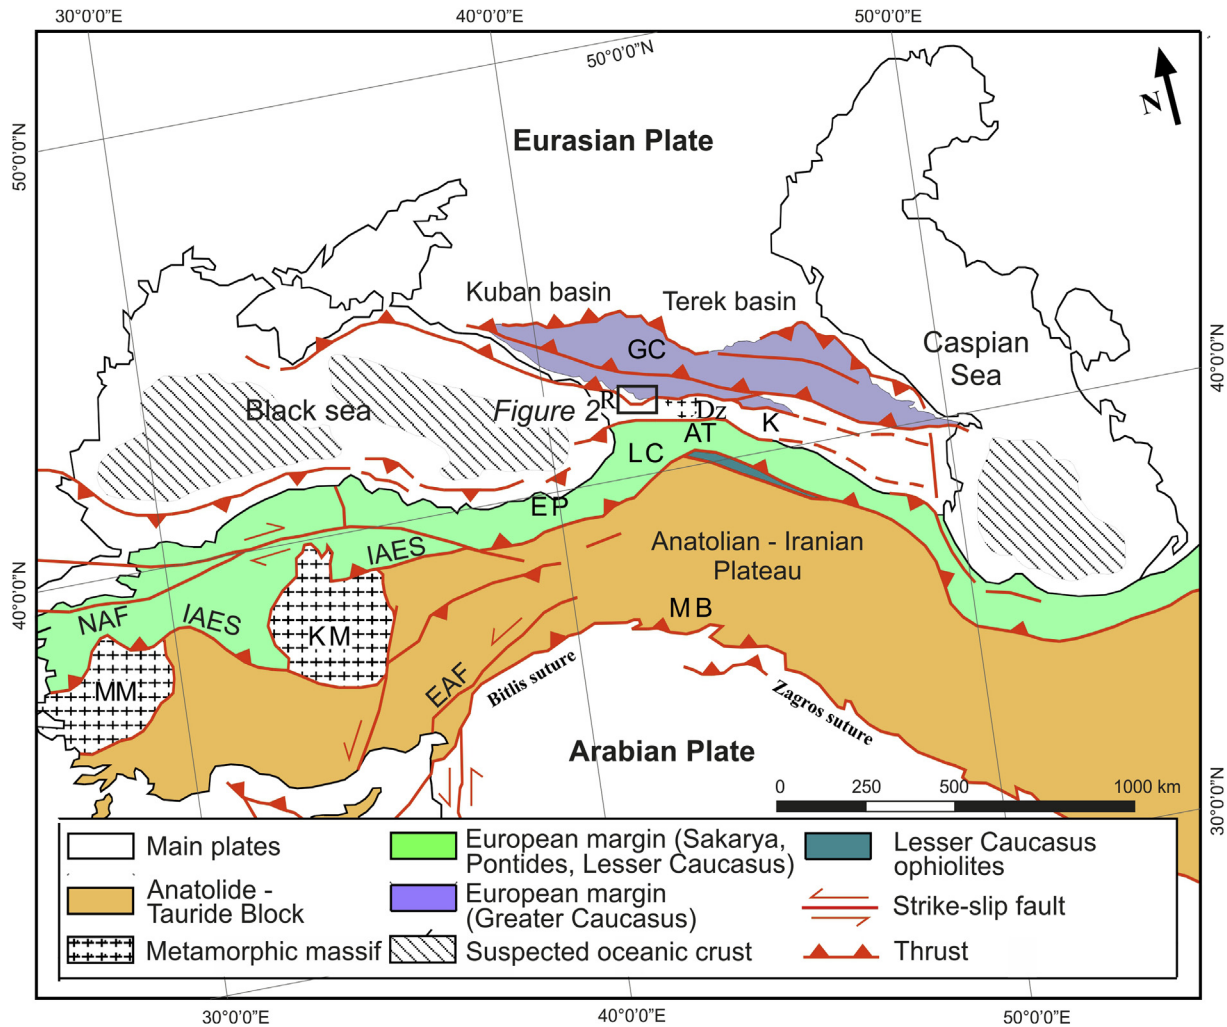 30°0'0"E
40°0'0"E
50°0'0"E
50°0'0"N
N
50°0'0"N
Eurasian Plate
Kuban basin
Terek basin
Caspian
Sea
40°0'0"N
GC
Black sea
Figure 2
R
Dz
K
AT
LC
EP
IAES
Anatolian - Iranian
Plateau
40°0'0"N
NAF
IAES
MB
KM
MM
EAF
Bitlis suture
Zagros suture
Arabian Plate
0 250 500 1000 km
30°0'0"N
Main plates
Anatolide -
Tauride Block
Metamorphic massif
European margin (Sakarya,
Pontides, Lesser Caucasus)
European margin
(Greater Caucasus)
Suspected oceanic crust
Lesser Caucasus
ophiolites
Strike-slip fault
Thrust
30°0'0"E
40°0'0"E
50°0'0"E